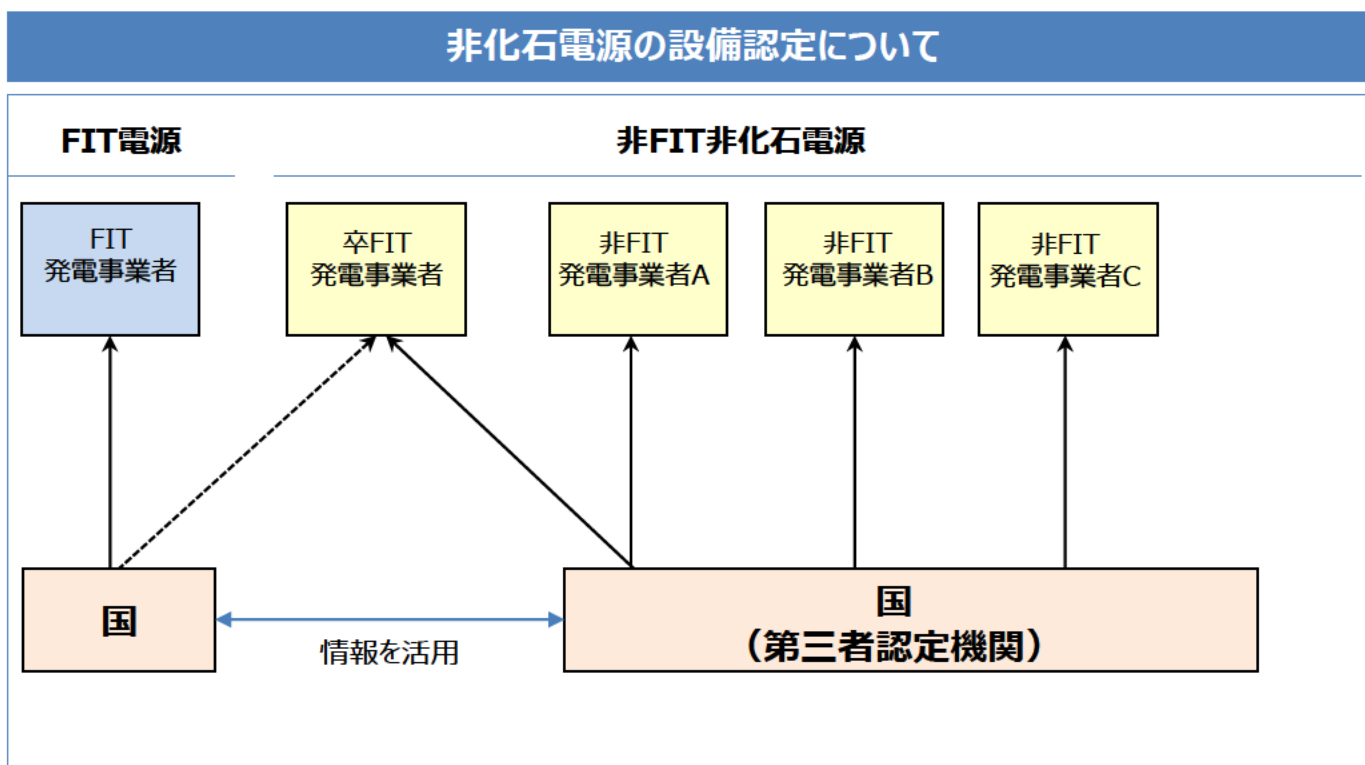 非化石電源の設備認定について
FIT電源
非FIT非化石電源
FIT
発電事業者
卒FIT
発電事業者
非FIT
発電事業者A
非FIT
発電事業者B
非FIT
発電事業者C
国
情報を活用
国
（第三者認定機関）